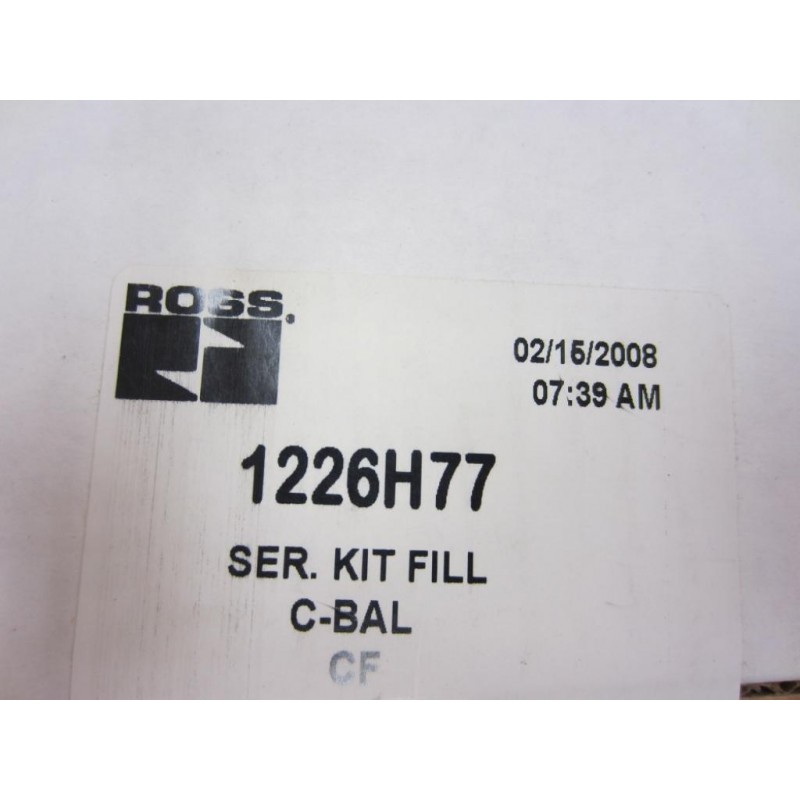 ROSS®
02/15/2008
07:39 AM
1226H77
SER. KIT FILL
C-BAL
CF